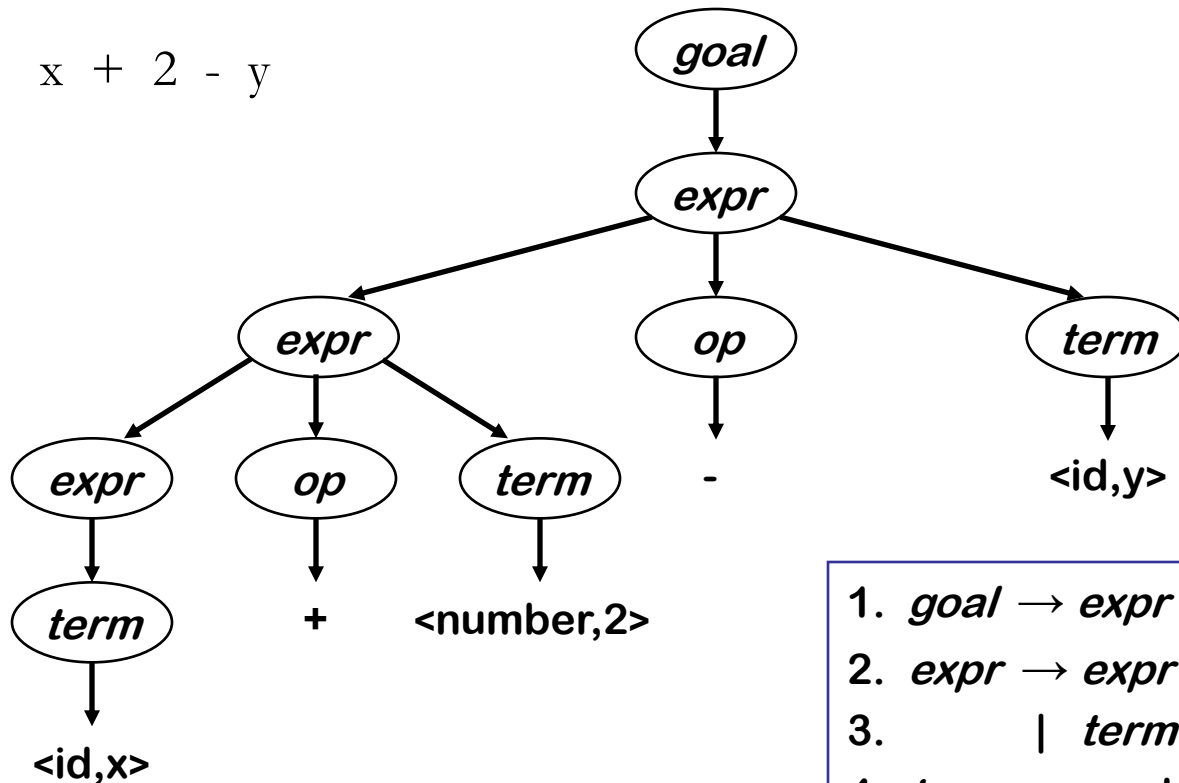 x + 2 - y
goal
expr
expr
op
term
expr
op
term
-
<id,y>
term
+
<number,2>
<id,x>
1. goal → expr
2. expr → expr
3. | term